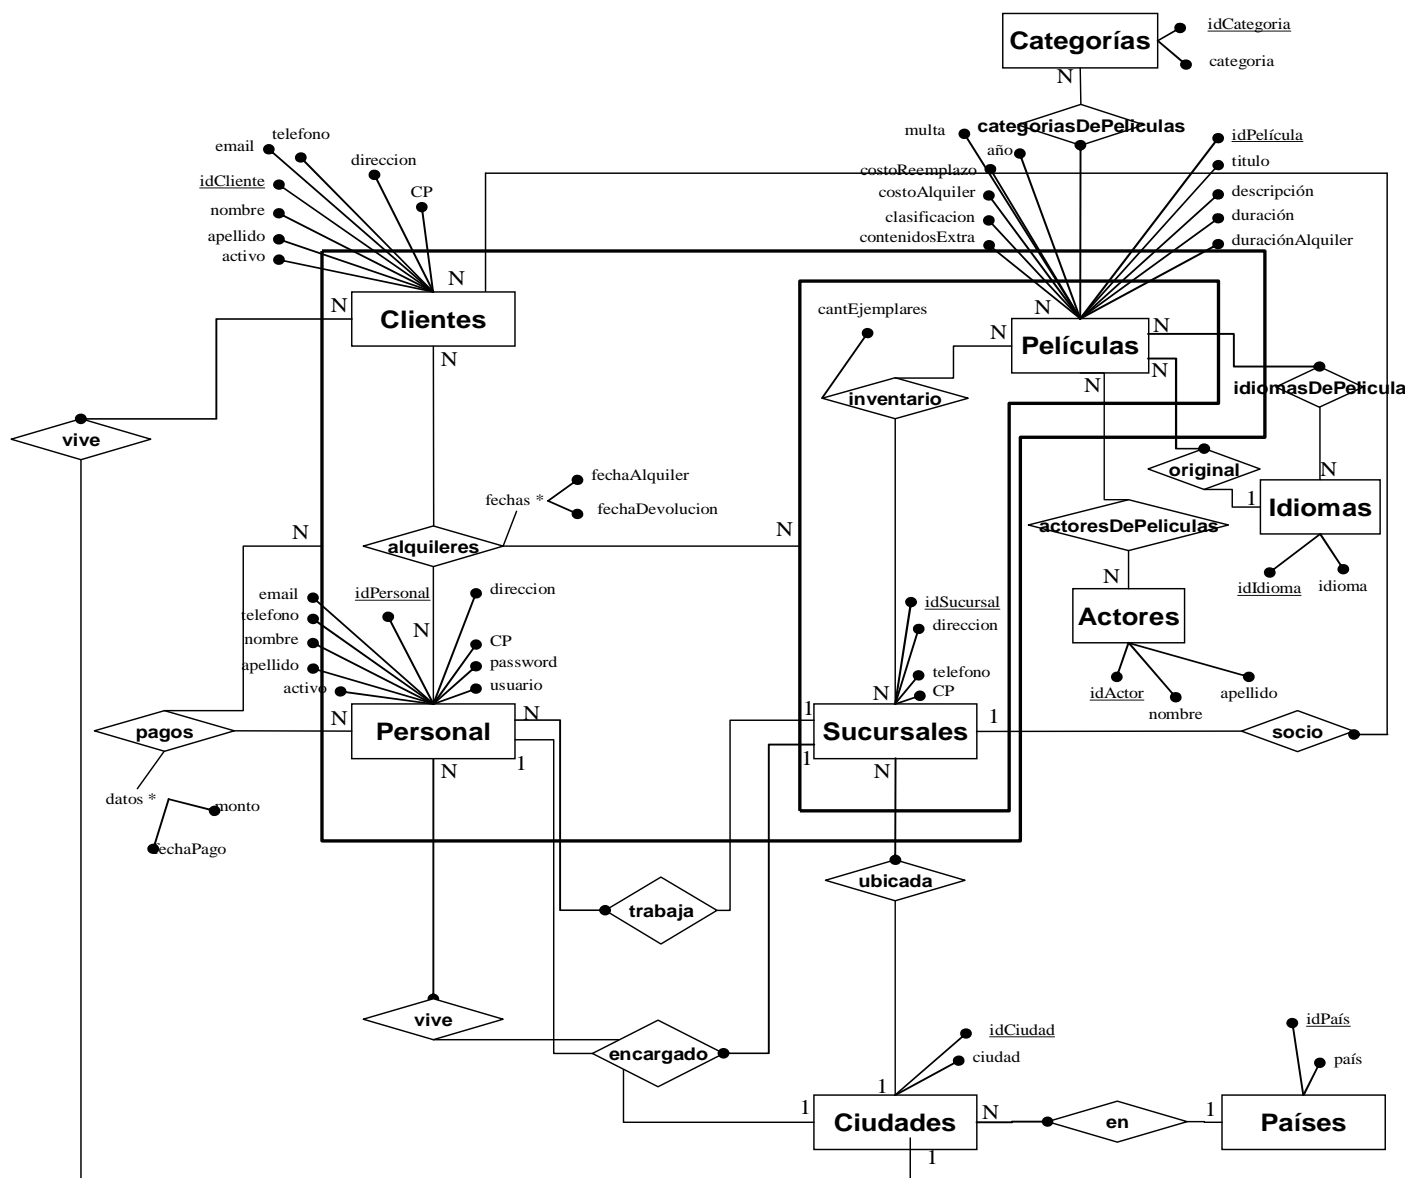 Categorías
idCategoria
categoria
N
categoriasDePeliculas
multa
año
costoReemplazo
costoAlquiler
clasificacion
contenidosExtra
idPelícula
titulo
descripción
duración
duraciónAlquiler
telefono
email
direccion
idCliente
CP
nombre
apellido
activo
N
N
Clientes
N
cantEjemplares
N
N
Películas
N
N
N
inventario
idiomasDePelicula
vive
original
N
1
Idiomas
idIdioma
idioma
fechaAlquiler
fechas *
fechaDevolucion
actoresDePeliculas
N
N
alquileres
N
Actores
idActor
nombre
apellido
email
idPersonal
direccion
telefono
nombre
N
CP
apellido
password
activo
usuario
idSucursal
direccion
telefono
N
CP
pagos
N
Personal
N
1
N
1
Sucursales
1
1
N
socio
datos *
monto
fechaPago
ubicada
trabaja
vive
encargado
idCiudad
ciudad
idPaís
país
1
1
Ciudades
N
1
en
1
Países